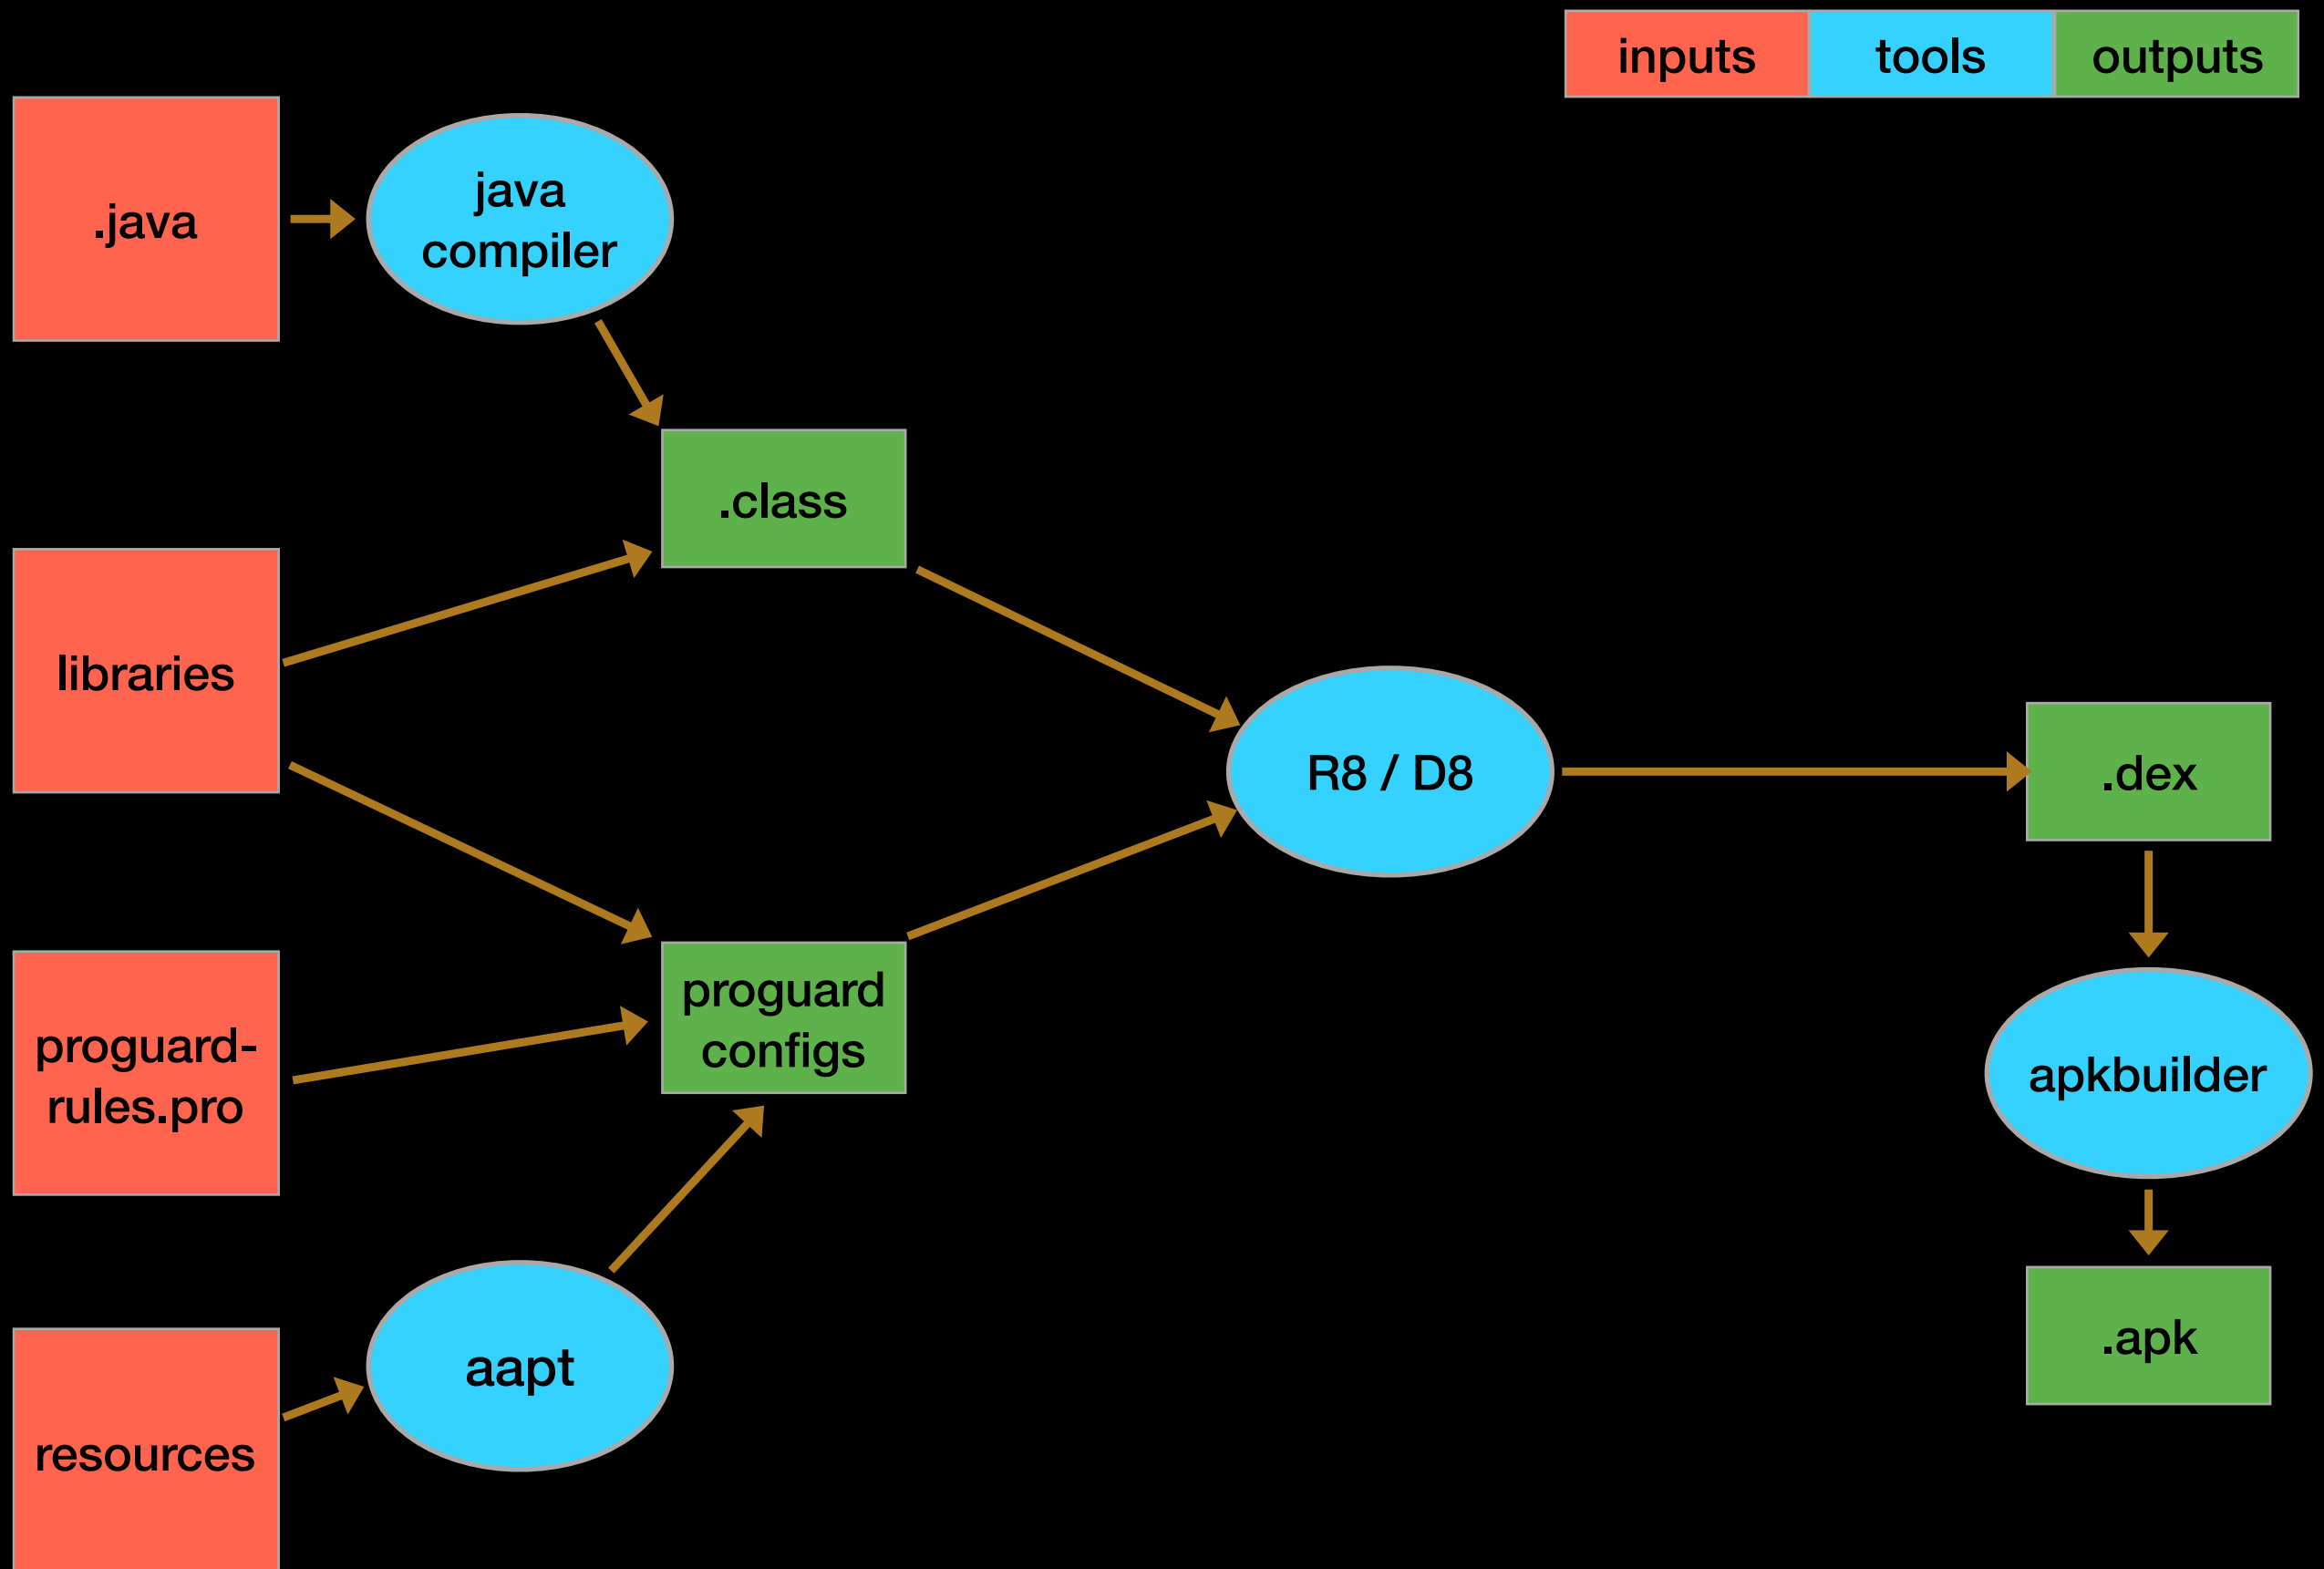 inputs
tools
outputs
.java
java
compiler
.class
libraries
R8 / D8
.dex
proguard-
rules.pro
proguard
configs
apkbuilder
aapt
.apk
resources